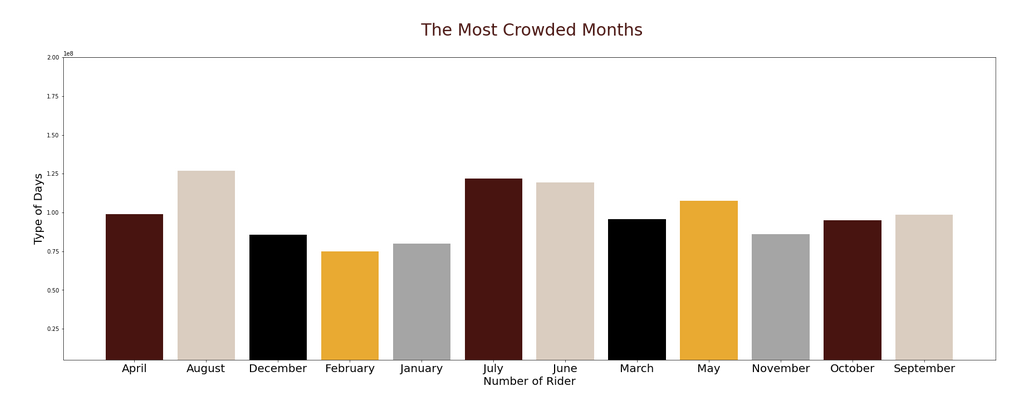 The Most Crowded Months
1e8
2.00
1.75
1.50
1.25
1.00
0.75
0.50
0.25
Type of Days
April August December February January July June March May November October September
Number of Rider